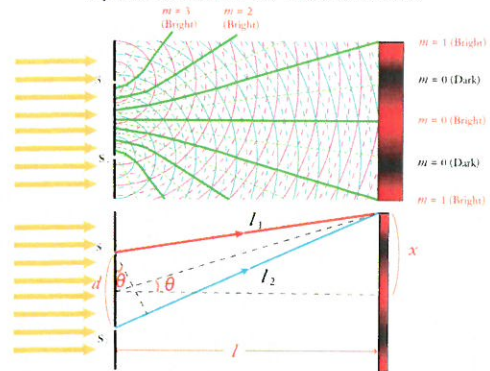 m = 3
(Bright)
m = 2
(Bright)
m = 1 (Bright)
S
m = 0 (Dark)
m = 0 (Bright)
m = 0 (Dark)
S
m = 1 (Bright)
l₁
S
x
l₂
d
θ
θ
S
l